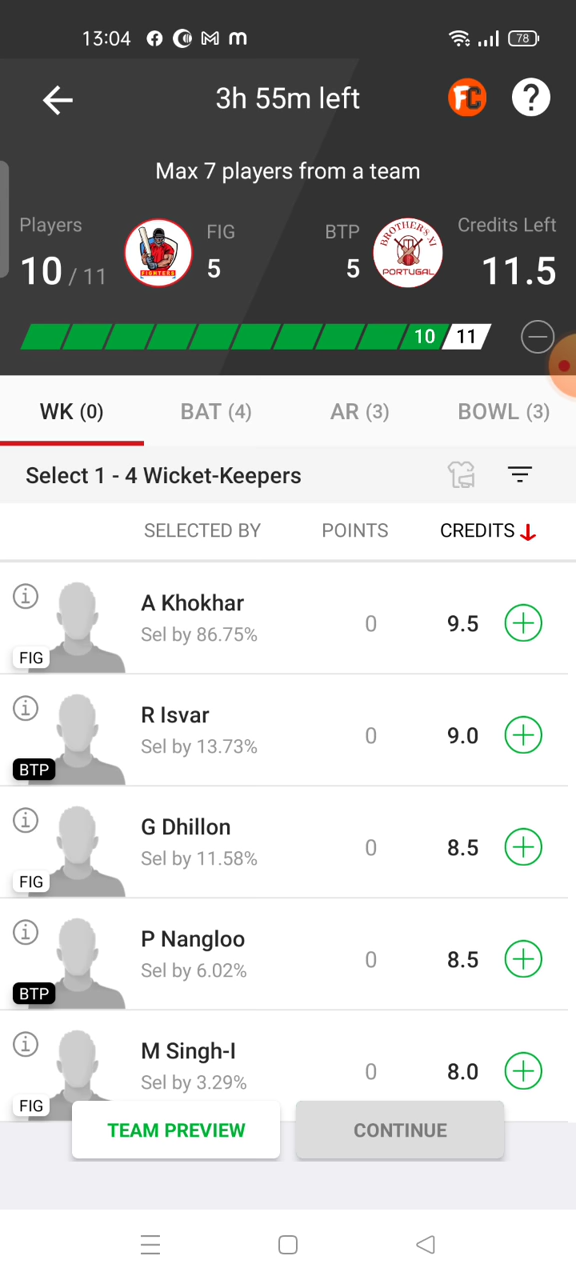 13:04
78
3h 55m left
FC
?
Max 7 players from a team
Players
10 / 11
FIG
5
FIGHTERS
BTP
5
BROTHERS XI
PORTUGAL
Credits Left
11.5
10
11
WK (0)
BAT (4)
AR (3)
BOWL (3)
Select 1 - 4 Wicket-Keepers
SELECTED BY
POINTS
CREDITS
A Khokhar
Sel by 86.75%
0
9.5
FIG
R Isvar
Sel by 13.73%
0
9.0
BTP
G Dhillon
Sel by 11.58%
0
8.5
FIG
P Nangloo
Sel by 6.02%
0
8.5
BTP
M Singh-I
Sel by 3.29%
0
8.0
FIG
TEAM PREVIEW
CONTINUE